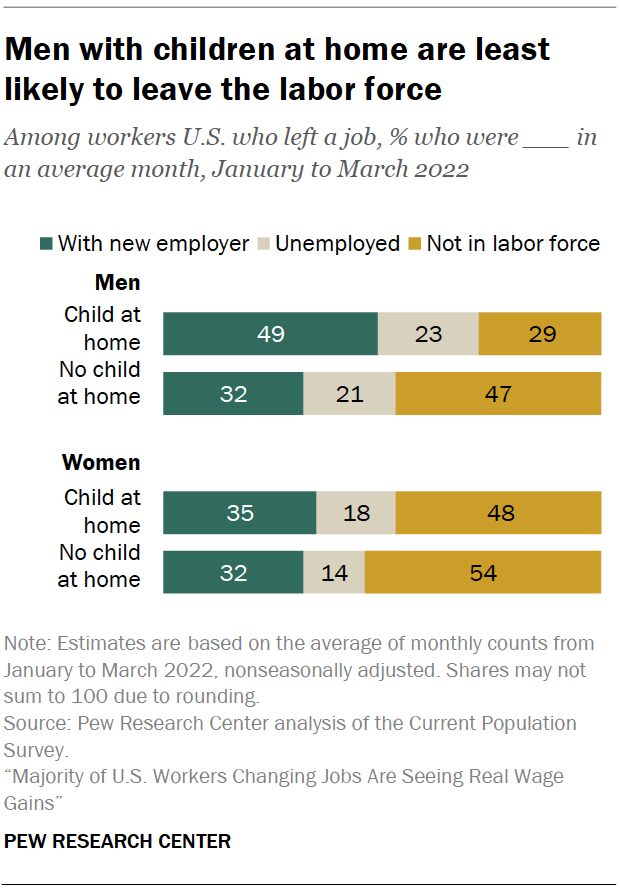 Men with children at home are least
likely to leave the labor force
Among workers U.S. who left a job, % who were ___ in
an average month, January to March 2022
With new employer Unemployed Not in labor force
Men
Child at
home
49 23 29
No child
at home
32 21 47
Women
Child at
home
35 18 48
No child
at home
32 14 54
Note: Estimates are based on the average of monthly counts from
January to March 2022, nonseasonally adjusted. Shares may not
sum to 100 due to rounding.
Source: Pew Research Center analysis of the Current Population
Survey.
“Majority of U.S. Workers Changing Jobs Are Seeing Real Wage
Gains”
PEW RESEARCH CENTER